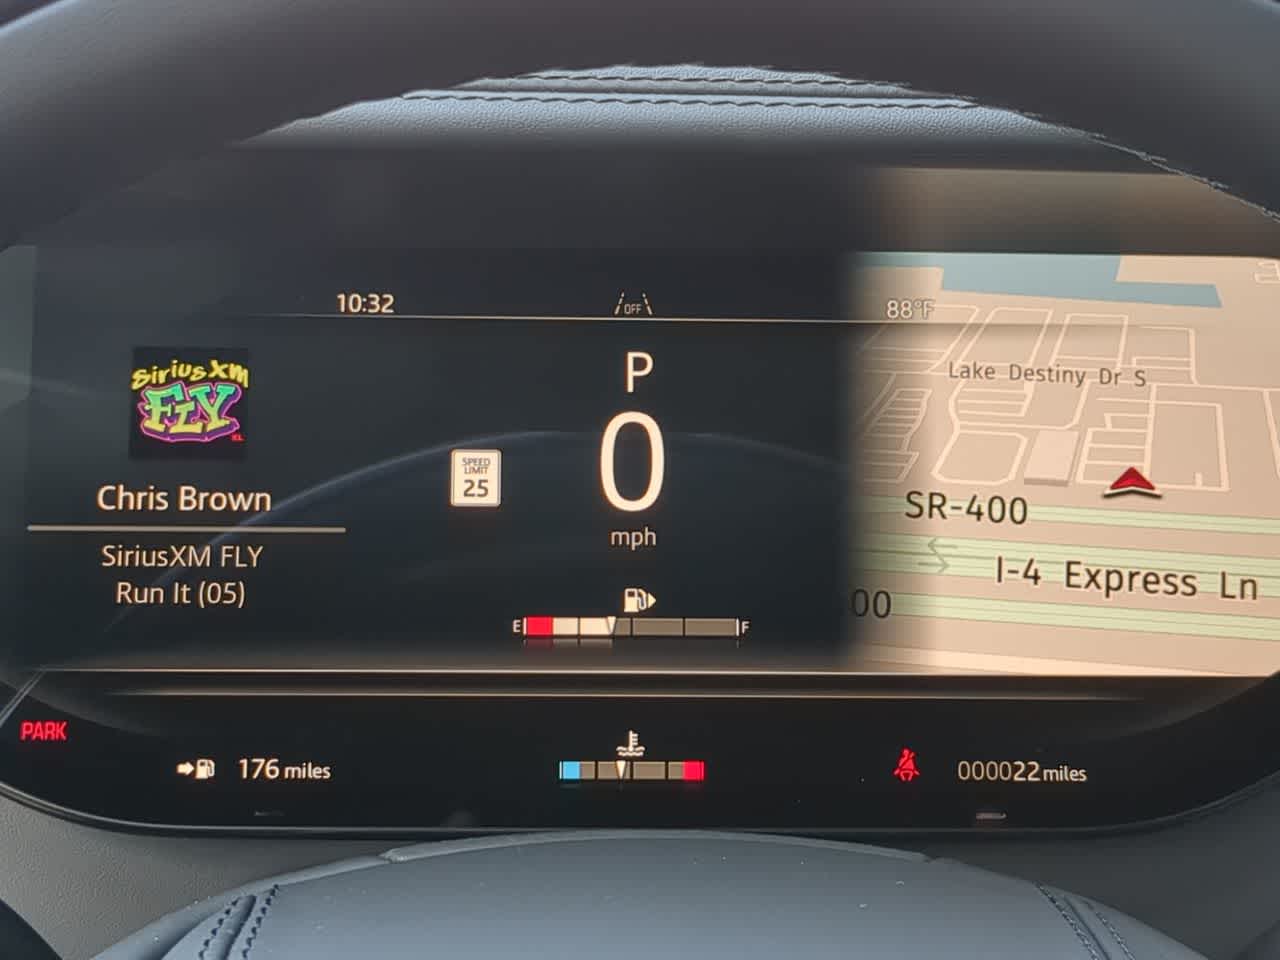 10:32
OFF
88°F
SiriusXM
FLY
XL
P
Lake Destiny Dr S
0
SPEED
LIMIT
25
Chris Brown
SR-400
mph
SiriusXM FLY
I-4 Express Ln
Run It (05)
00
E
F
PARK
176 miles
000022 miles